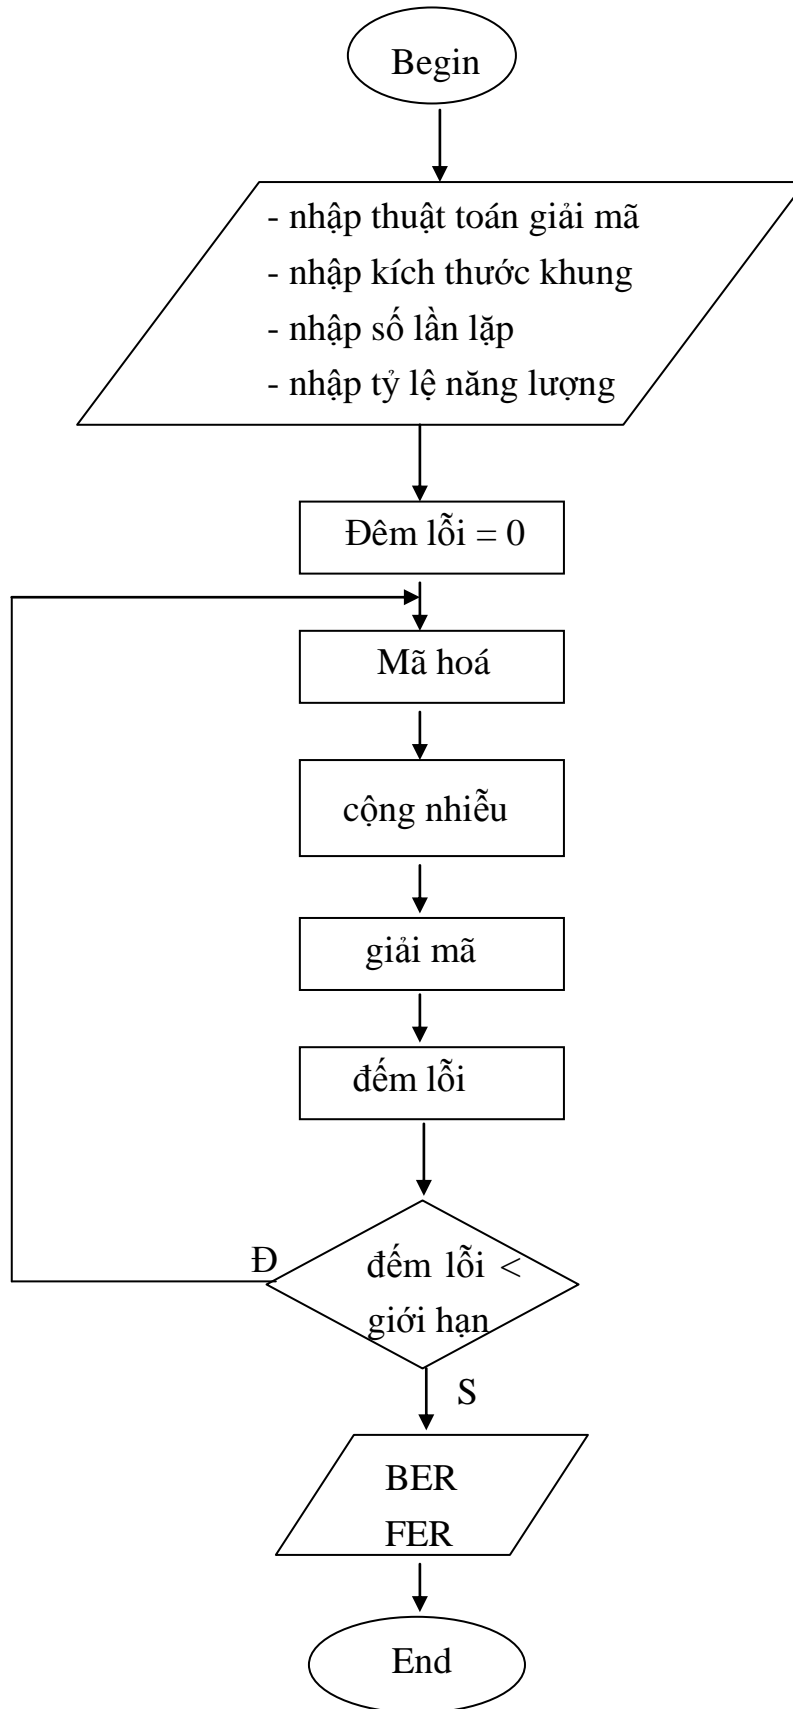 Begin
- nhập thuật toán giải mã
- nhập kích thước khung
- nhập số lần lặp
- nhập tỷ lệ năng lượng
Đêm lỗi = 0
Mã hoá
cộng nhiễu
giải mã
đếm lỗi
Đ
đếm lỗi <
giới hạn
S
BER
FER
End